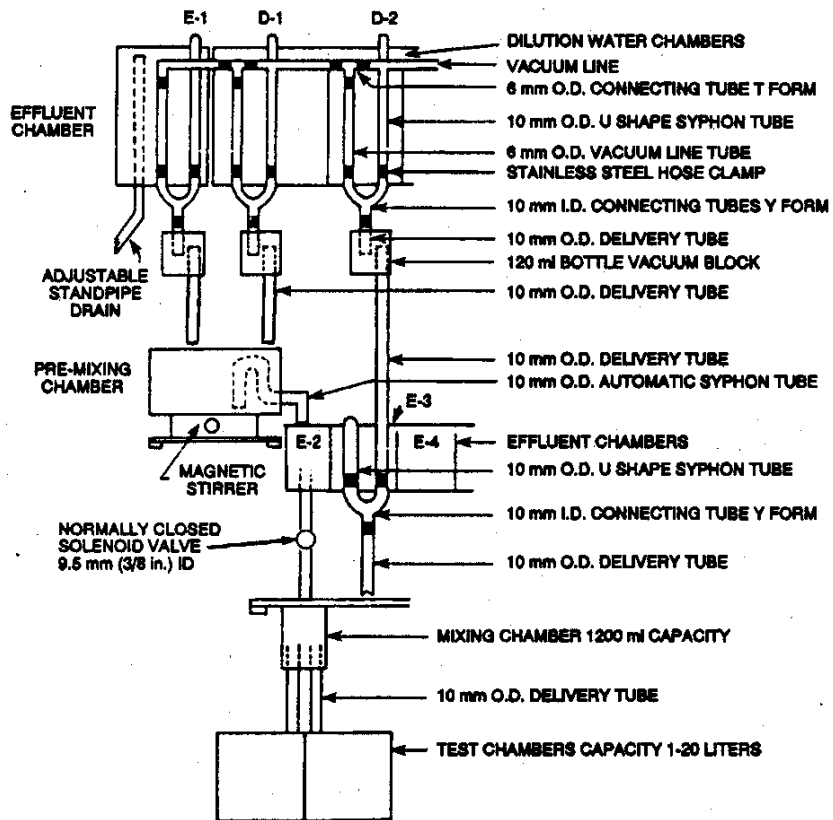 E-1
D-1
D-2
DILUTION WATER CHAMBERS
VACUUM LINE
6 mm O.D. CONNECTING TUBE T FORM
EFFLUENT
CHAMBER
10 mm O.D. U SHAPE SYPHON TUBE
6 mm O.D. VACUUM LINE TUBE
STAINLESS STEEL HOSE CLAMP
10 mm I.D. CONNECTING TUBES Y FORM
10 mm O.D. DELIVERY TUBE
120 ml BOTTLE VACUUM BLOCK
ADJUSTABLE
STANDPIPE
DRAIN
10 mm O.D. DELIVERY TUBE
PRE-MIXING
CHAMBER
10 mm O.D. DELIVERY TUBE
10 mm O.D. AUTOMATIC SYPHON TUBE
E-3
E-2
E-4
EFFLUENT CHAMBERS
MAGNETIC
STIRRER
10 mm O.D. U SHAPE SYPHON TUBE
10 mm I.D. CONNECTING TUBE Y FORM
NORMALLY CLOSED
SOLENOID VALVE
9.5 mm (3/8 in.) ID
10 mm O.D. DELIVERY TUBE
MIXING CHAMBER 1200 ml CAPACITY
10 mm O.D. DELIVERY TUBE
TEST CHAMBERS CAPACITY 1-20 LITERS